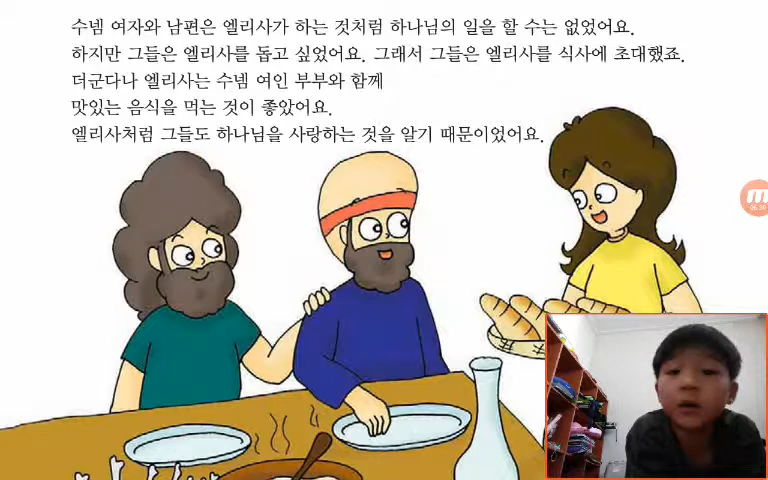 수넴 여자와 남편은 엘리사가 하는 것처럼 하나님의 일을 할 수는 없었어요.
하지만 그들은 엘리사를 돕고 싶었어요. 그래서 그들은 엘리사를 식사에 초대했죠.
더군다나 엘리사는 수넴 여인 부부와 함께
맛있는 음식을 먹는 것이 좋았어요.
엘리사처럼 그들도 하나님을 사랑하는 것을 알기 때문이었어요.